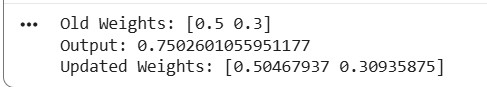 Old Weights: [0.5 0.3]
Output: 0.7502601055951177
Updated Weights: [0.50467937 0.30935875]